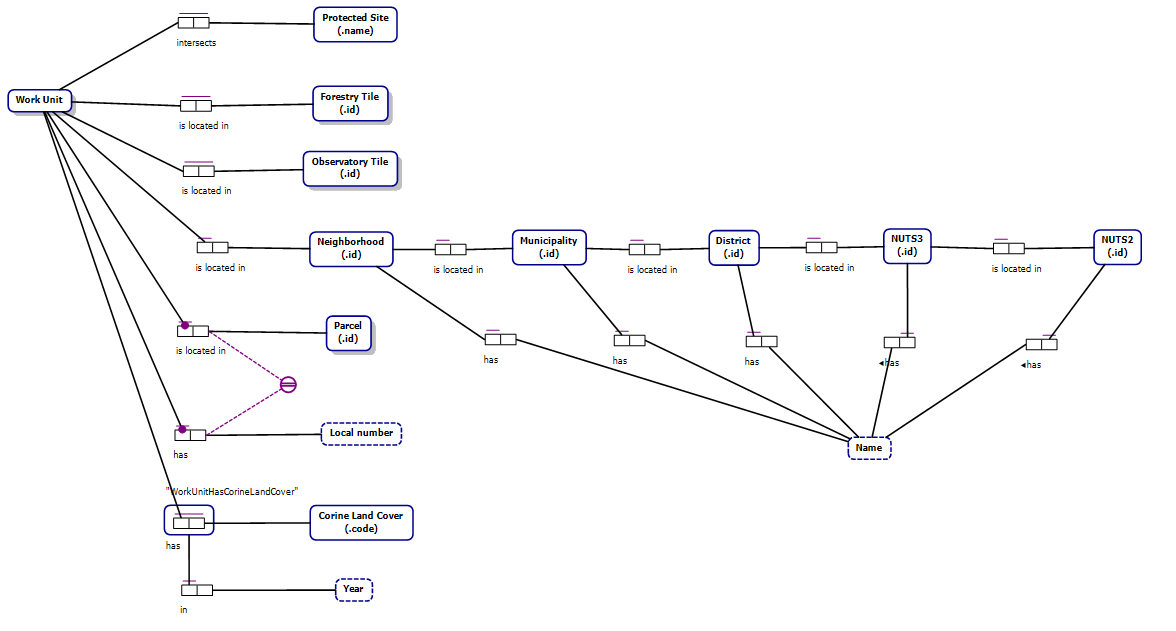 Protected Site
(.name)
intersects
Work Unit
Forestry Tile
(.id)
is located in
Observatory Tile
(.id)
is located in
Neighborhood
(.id)
Municipality
(.id)
District
(.id)
NUTS3
(.id)
NUTS2
(.id)
is located in
is located in
is located in
is located in
is located in
Parcel
(.id)
is located in
has
has
has
◄has
◄has
Local number
has
Name
"WorkUnitHasCorineLandCover"
Corine Land Cover
(.code)
has
Year
in